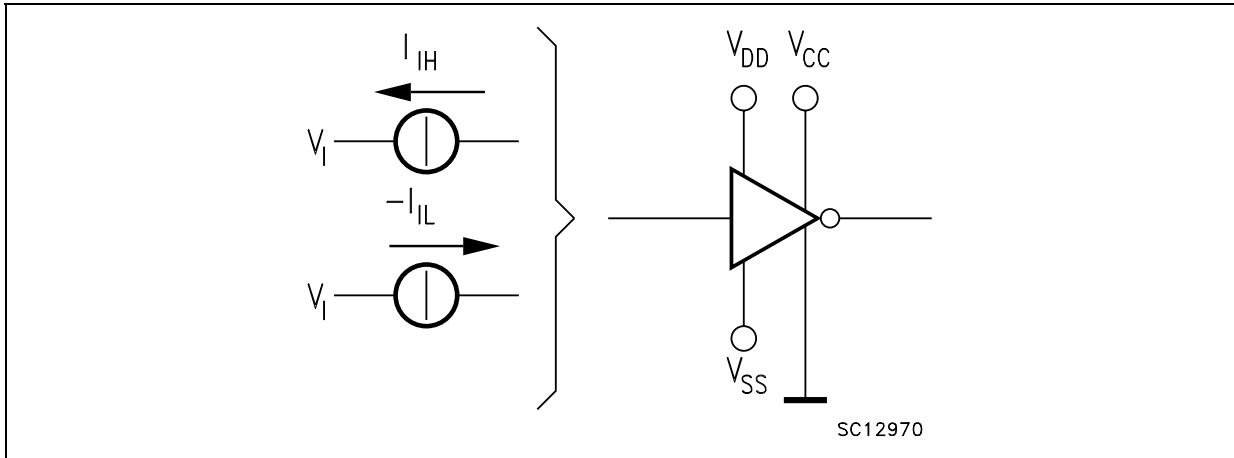 I_IH
V_I
-I_IL
V_I
V_DD V_CC
V_SS
SC12970